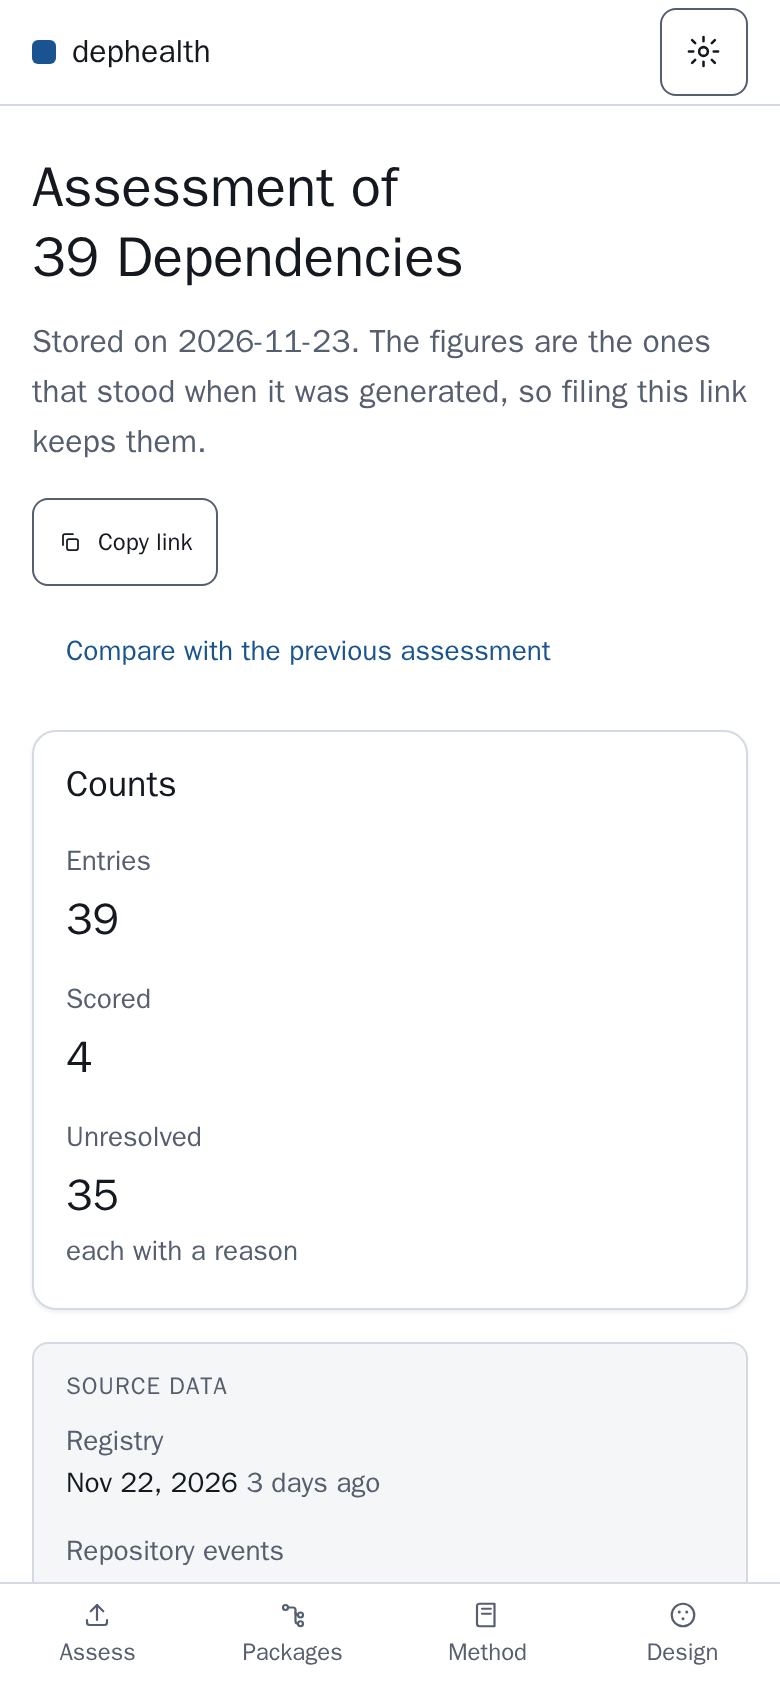 dephealth
Assessment of
39 Dependencies
Stored on 2026-11-23. The figures are the ones
that stood when it was generated, so filing this link
keeps them.
Copy link
Compare with the previous assessment
Counts
Entries
39
Scored
4
Unresolved
35
each with a reason
SOURCE DATA
Registry
Nov 22, 2026 3 days ago
Repository events
Assess
Packages
Method
Design